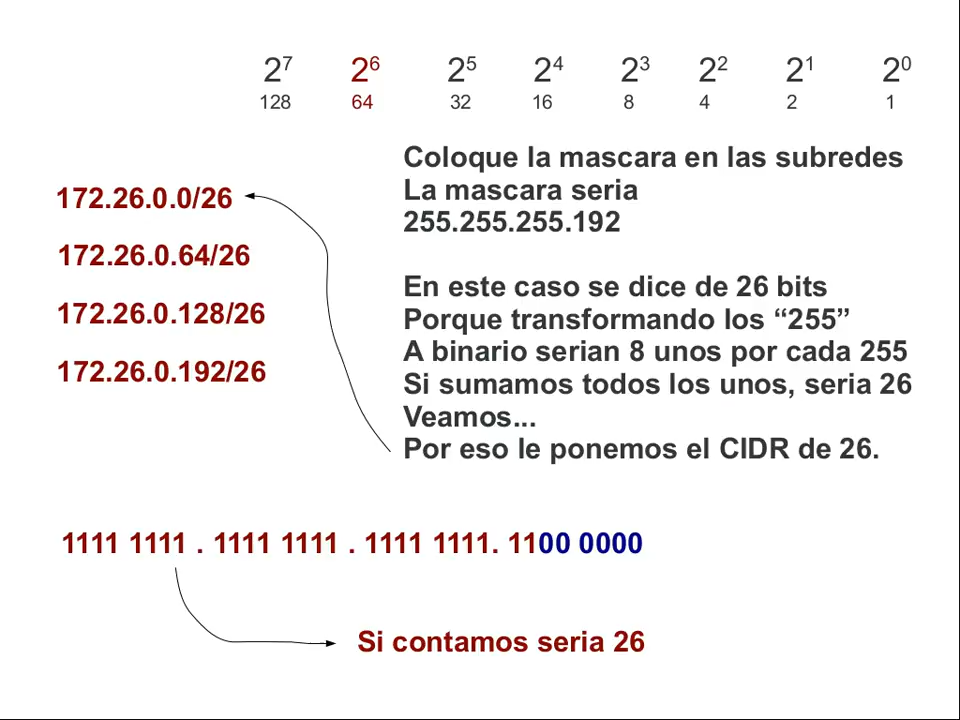 2⁷ 2⁶ 2⁵ 2⁴ 2³ 2² 2¹ 2⁰
128 64 32 16 8 4 2 1
172.26.0.0/26
172.26.0.64/26
172.26.0.128/26
172.26.0.192/26
Coloque la mascara en las subredes
La mascara seria
255.255.255.192
En este caso se dice de 26 bits
Porque transformando los “255”
A binario serian 8 unos por cada 255
Si sumamos todos los unos, seria 26
Veamos...
Por eso le ponemos el CIDR de 26.
1111 1111 . 1111 1111 . 1111 1111. 1100 0000
Si contamos seria 26